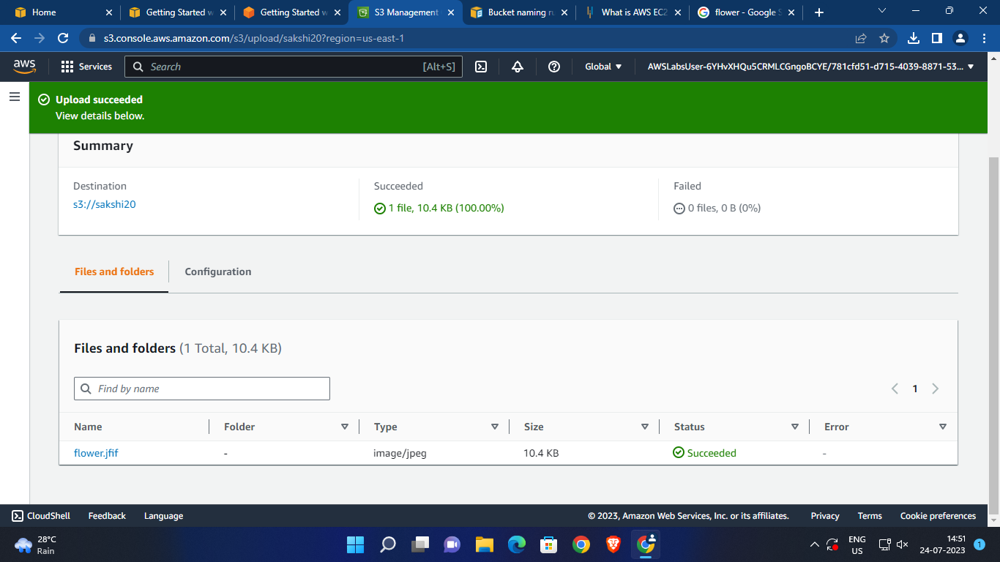 Home
Getting Started w
Getting Started w
S3 Management
Bucket naming ru
What is AWS EC2
flower - Google S
s3.console.aws.amazon.com/s3/upload/sakshi20?region=us-east-1
aws
Services
Search
[Alt+S]
Global
AWSLabsUser-6YHvXHQu5CRMLCGngoBCYE/781cfd51-d715-4039-8871-53...
Upload succeeded
View details below.
Summary
Destination
Succeeded
Failed
s3://sakshi20
1 file, 10.4 KB (100.00%)
0 files, 0 B (0%)
Files and folders
Configuration
Files and folders (1 Total, 10.4 KB)
Find by name
1
Name
Folder
Type
Size
Status
Error
flower.jfif
-
image/jpeg
10.4 KB
Succeeded
-
CloudShell
Feedback
Language
© 2023, Amazon Web Services, Inc. or its affiliates.
Privacy
Terms
Cookie preferences
28°C
Rain
ENG
US
14:51
24-07-2023
1